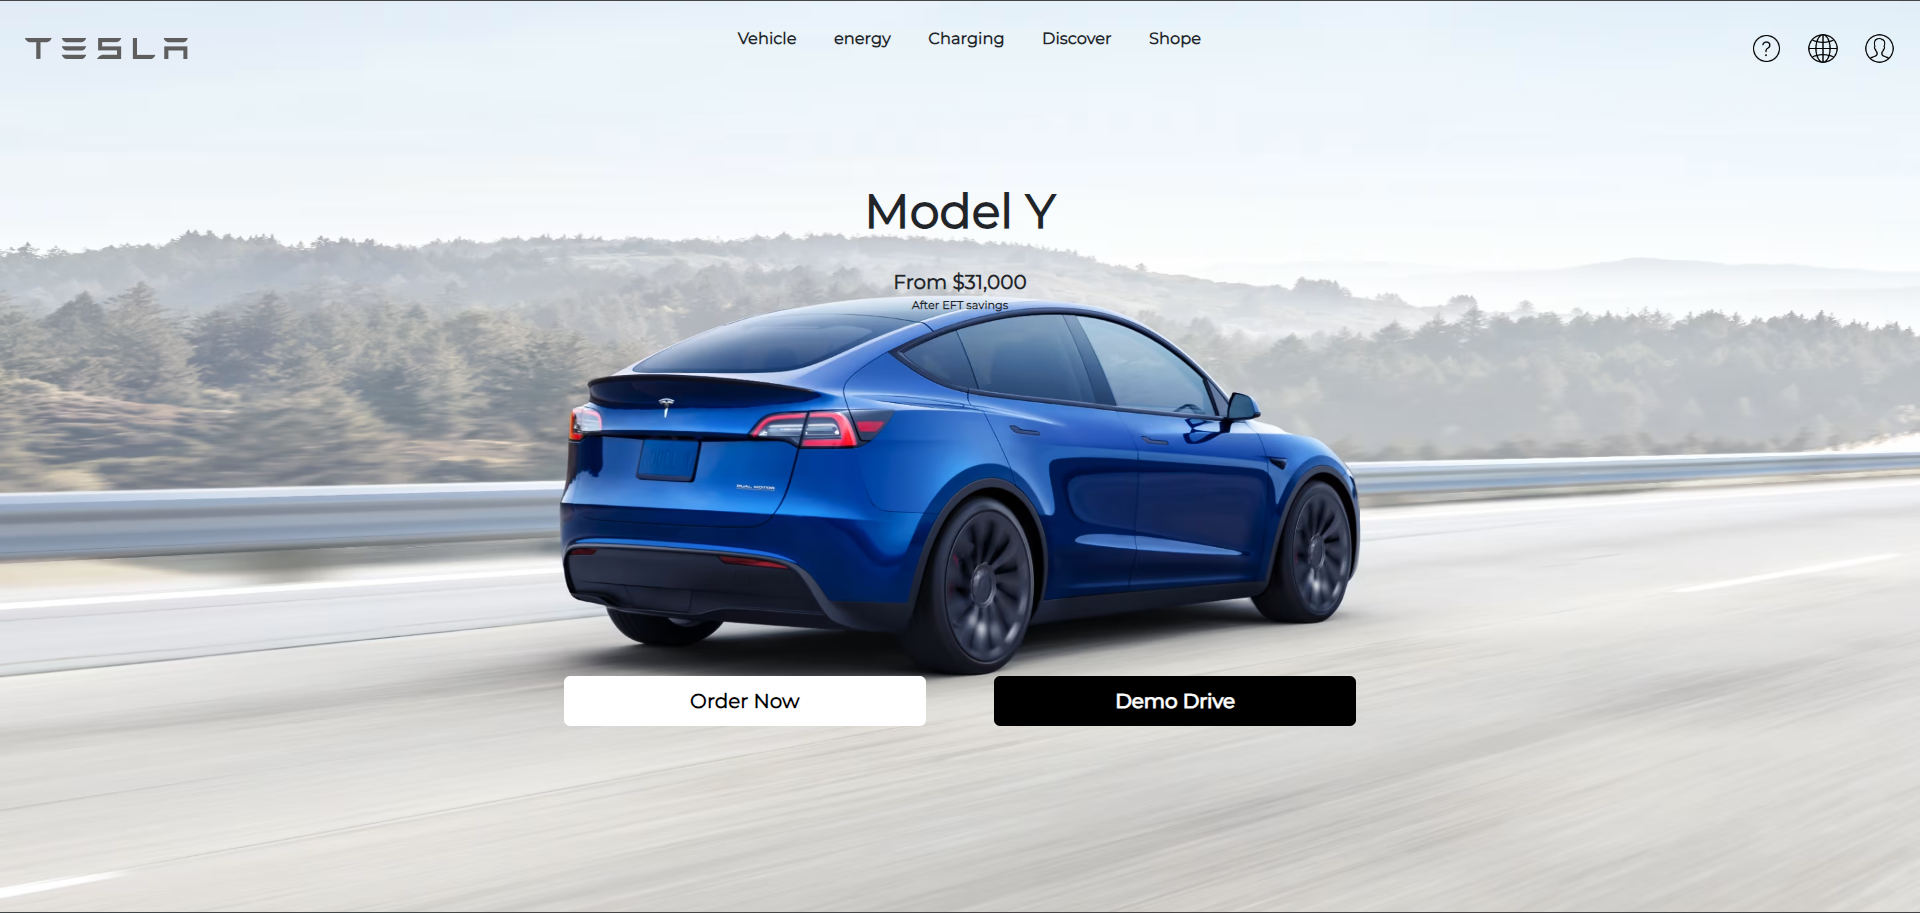 TESLA
Vehicle energy Charging Discover Shope
?
Model Y
From $31,000
After EFT savings
DUAL MOTOR
Order Now
Demo Drive